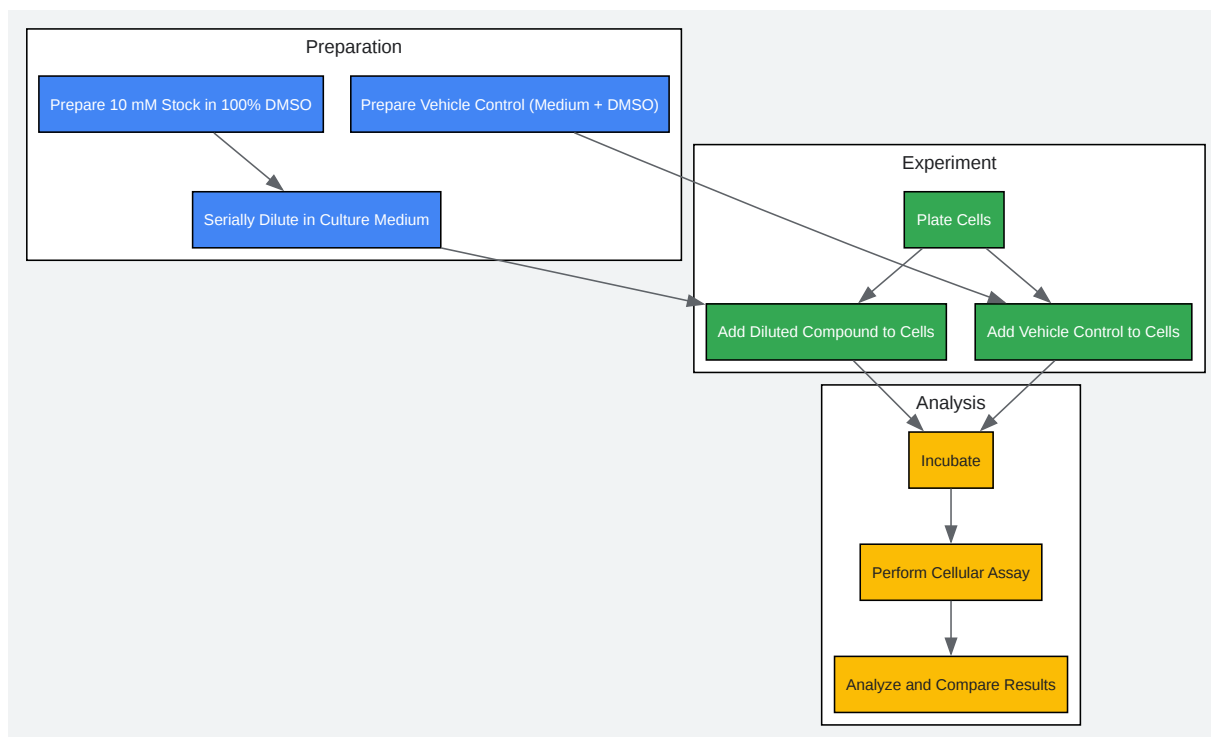 Preparation
Prepare 10 mM Stock in 100% DMSO
Prepare Vehicle Control (Medium + DMSO)
Serially Dilute in Culture Medium
Experiment
Plate Cells
Add Diluted Compound to Cells
Add Vehicle Control to Cells
Analysis
Incubate
Perform Cellular Assay
Analyze and Compare Results